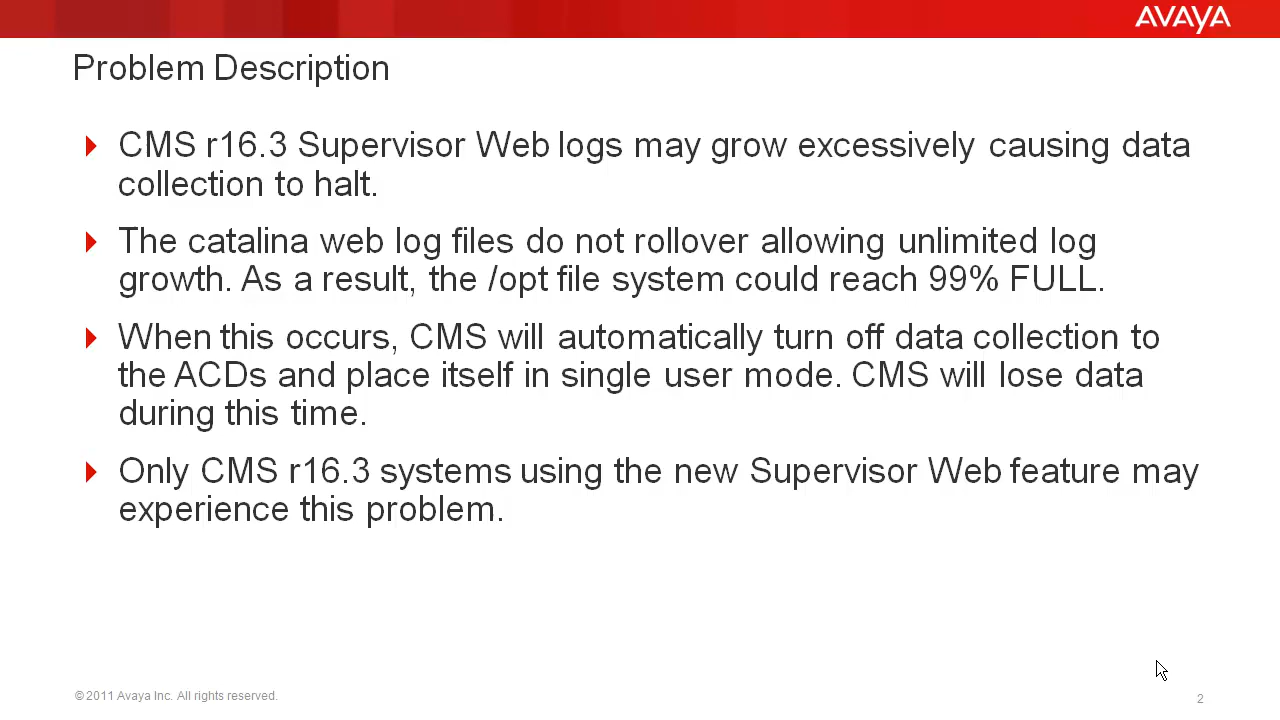 AVAYA
Problem Description
CMS r16.3 Supervisor Web logs may grow excessively causing data
collection to halt.
The catalina web log files do not rollover allowing unlimited log
growth. As a result, the /opt file system could reach 99% FULL.
When this occurs, CMS will automatically turn off data collection to
the ACDs and place itself in single user mode. CMS will lose data
during this time.
Only CMS r16.3 systems using the new Supervisor Web feature may
experience this problem.
© 2011 Avaya Inc. All rights reserved.
2